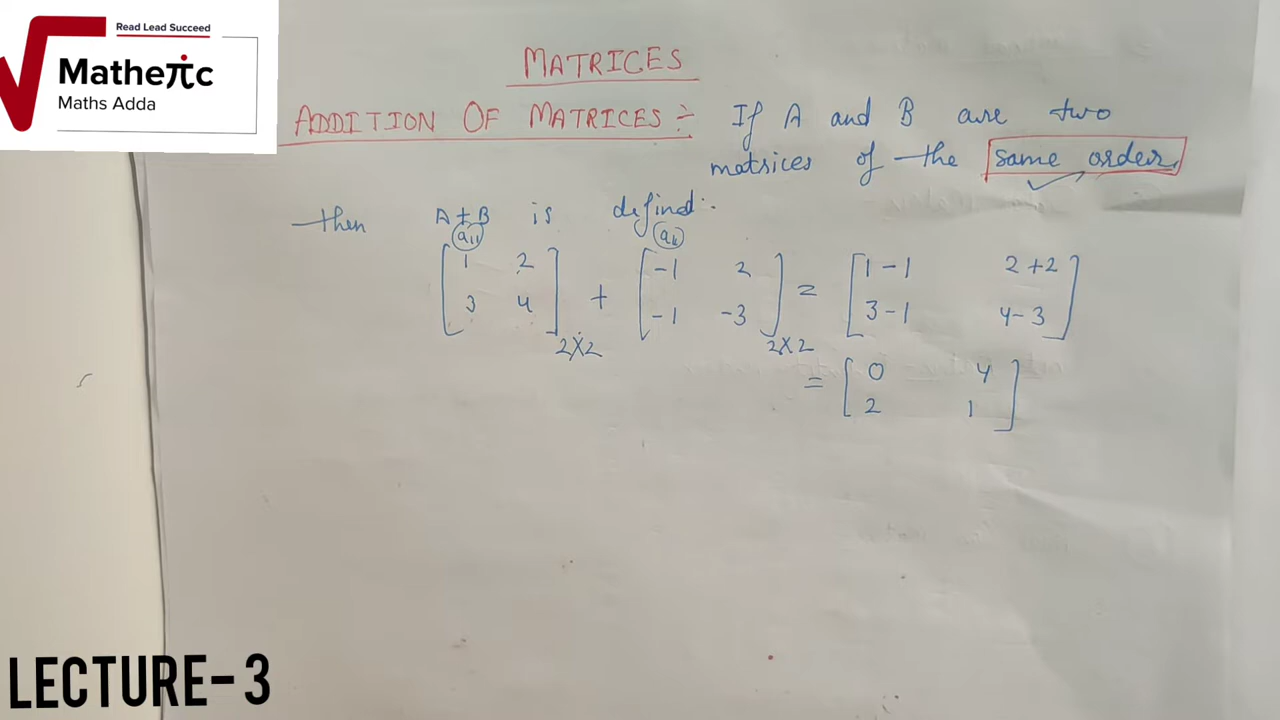 Read Lead Succeed
Matheπc
Maths Adda
MATRICES
ADDITION OF MATRICES :- If A and B are two
matrices of the same order.
then A+B is defind.
a11 a11
[1 2 + [-1 2 = [1-1 2+2
3 4]2X2 -1 -3]2X2 3-1 4-3]
= [0 4
2 1]
LECTURE-3